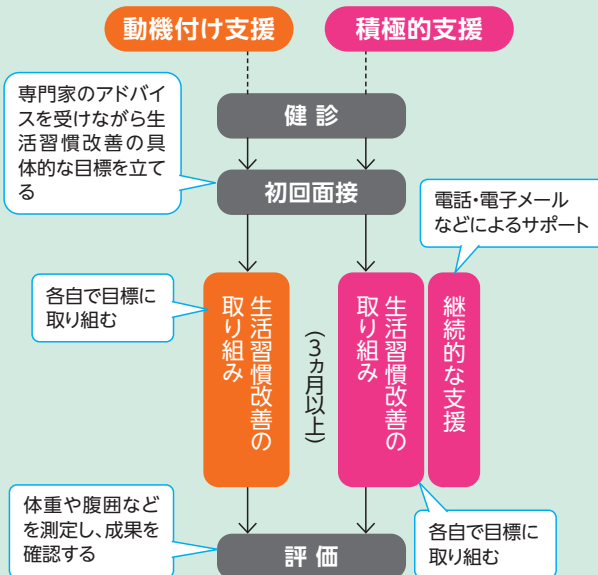 動機付け支援
積極的支援
専門家のアドバイ
スを受けながら生
活習慣改善の具
体的な目標を立て
る
健 診
初回面接
電話・電子メール
などによるサポート
各自で目標に
取り組む
生活習慣改善の
取り組み
(3ヵ月以上)
生活習慣改善の
取り組み
継続的な支援
体重や腹囲など
を測定し、成果を
確認する
各自で目標に
取り組む
評 価